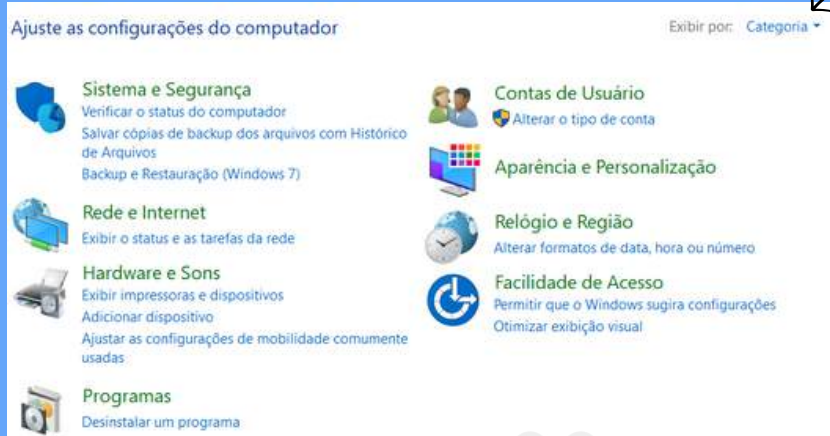 Ajuste as configurações do computador
Exibir por: Categoria
Sistema e Segurança
Verificar o status do computador
Salvar cópias de backup dos arquivos com Histórico
de Arquivos
Backup e Restauração (Windows 7)
Rede e Internet
Exibir o status e as tarefas da rede
Hardware e Sons
Exibir impressoras e dispositivos
Adicionar dispositivo
Ajustar as configurações de mobilidade comumente
usadas
Programas
Desinstalar um programa
Contas de Usuário
Alterar o tipo de conta
Aparência e Personalização
Relógio e Região
Alterar formatos de data, hora ou número
Facilidade de Acesso
Permitir que o Windows sugira configurações
Otimizar exibição visual